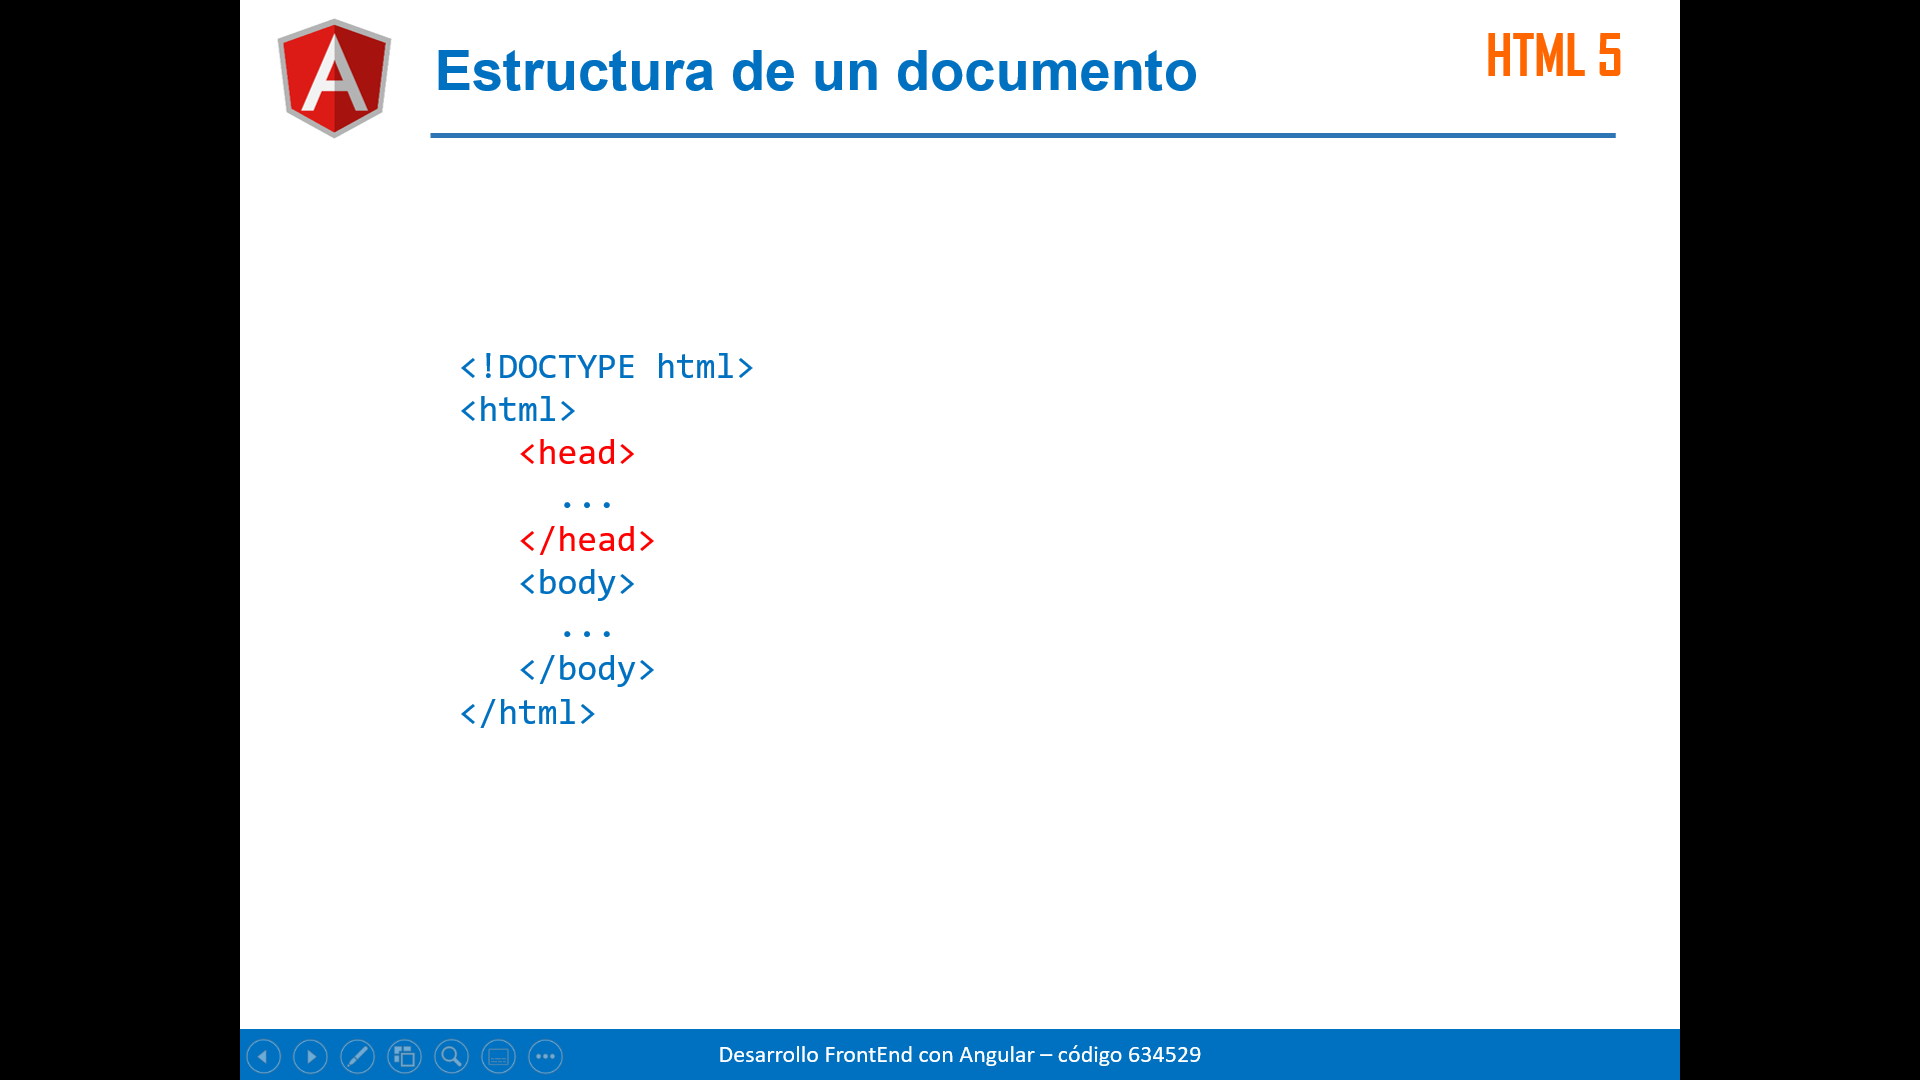 Estructura de un documento
HTML 5
<!DOCTYPE html>
<html>
   <head>
     ...
   </head>
   <body>
     ...
   </body>
</html>
Desarrollo FrontEnd con Angular – código 634529